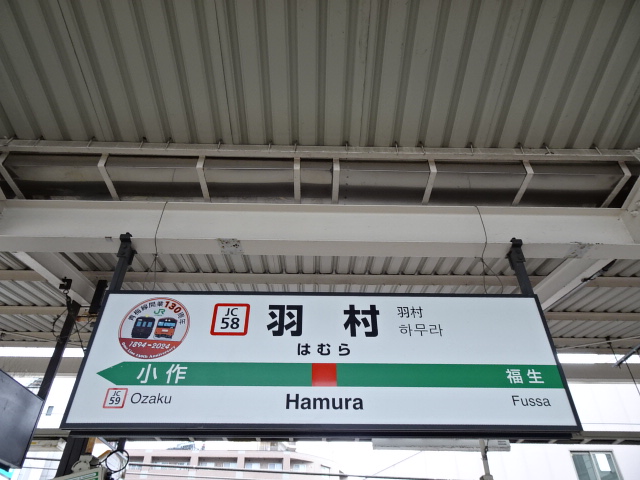 青梅線開業130周年
JR
1894-2024
JC
58
羽村
羽村
하무라
はむら
小作
福生
JC
59
Ozaku
Hamura
Fussa